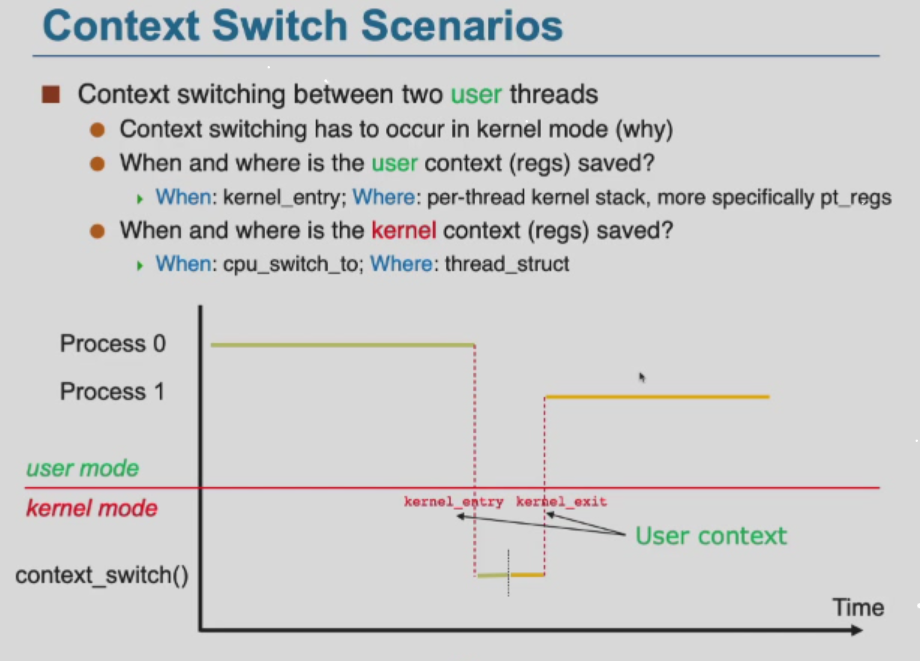 Context Switch Scenarios
Context switching between two user threads
Context switching has to occur in kernel mode (why)
When and where is the user context (regs) saved?
When: kernel_entry; Where: per-thread kernel stack, more specifically pt_regs
When and where is the kernel context (regs) saved?
When: cpu_switch_to; Where: thread_struct
Process 0
Process 1
user mode
kernel mode
kernel_entry kernel_exit
User context
context_switch()
Time